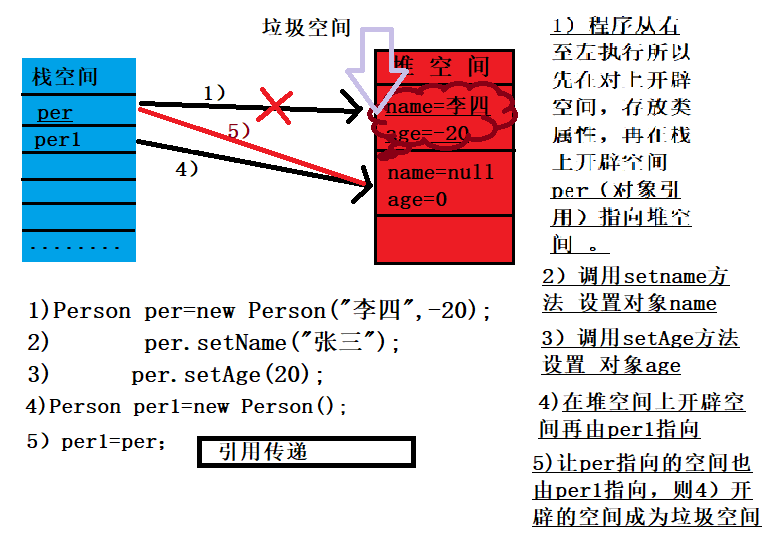 垃圾空间
栈空间
per
per1
........
1）
5）
4）
堆 空 间
name=李四
age=-20
name=null
age=0
1)Person per=new Person("李四",-20);
2) per.setName("张三");
3) per.setAge(20);
4)Person per1=new Person();
5）per1=per;
引用传递
1）程序从右
至左执行所以
先在对上开辟
空间，存放类
属性，再在栈
上开辟空间
per（对象引
用）指向堆空
间 。
2）调用setname方
法 设置对象name
3）调用setAge方法
设置 对象age
4)在堆空间上开辟空
间再由per1指向
5)让per指向的空间也
由per1指向，则4）开
辟的空间成为垃圾空间